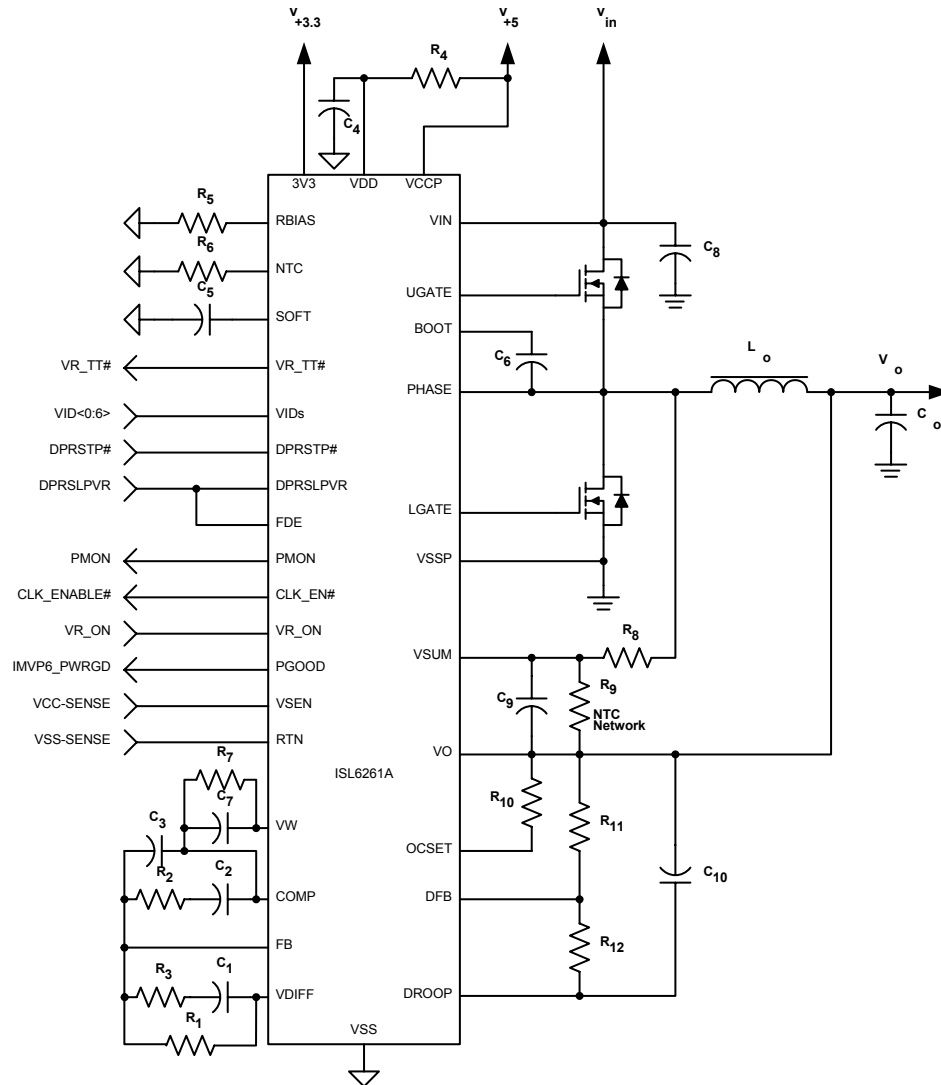 V+3.3
V+5
Vin
R4
C4
3V3
VDD
VCCP
R5
RBIAS
VIN
R6
C8
NTC
C5
UGATE
SOFT
BOOT
C6
Lo
VR_TT#
VR_TT#
PHASE
Vo
Co
VID<0:6>
VIDs
DPRSTP#
DPRSTP#
DPRSLPVR
DPRSLPVR
LGATE
FDE
PMON
PMON
VSSP
CLK_ENABLE#
CLK_EN#
VR_ON
VR_ON
R8
VSUM
IMVP6_PWRGD
PGOOD
R9
C9
NTC
Network
VCC-SENSE
VSEN
VSS-SENSE
RTN
VO
R7
ISL6261A
C7
R10
R11
C3
VW
OCSET
C10
R2
C2
COMP
DFB
FB
R12
R3
C1
VDIFF
DROOP
R1
VSS